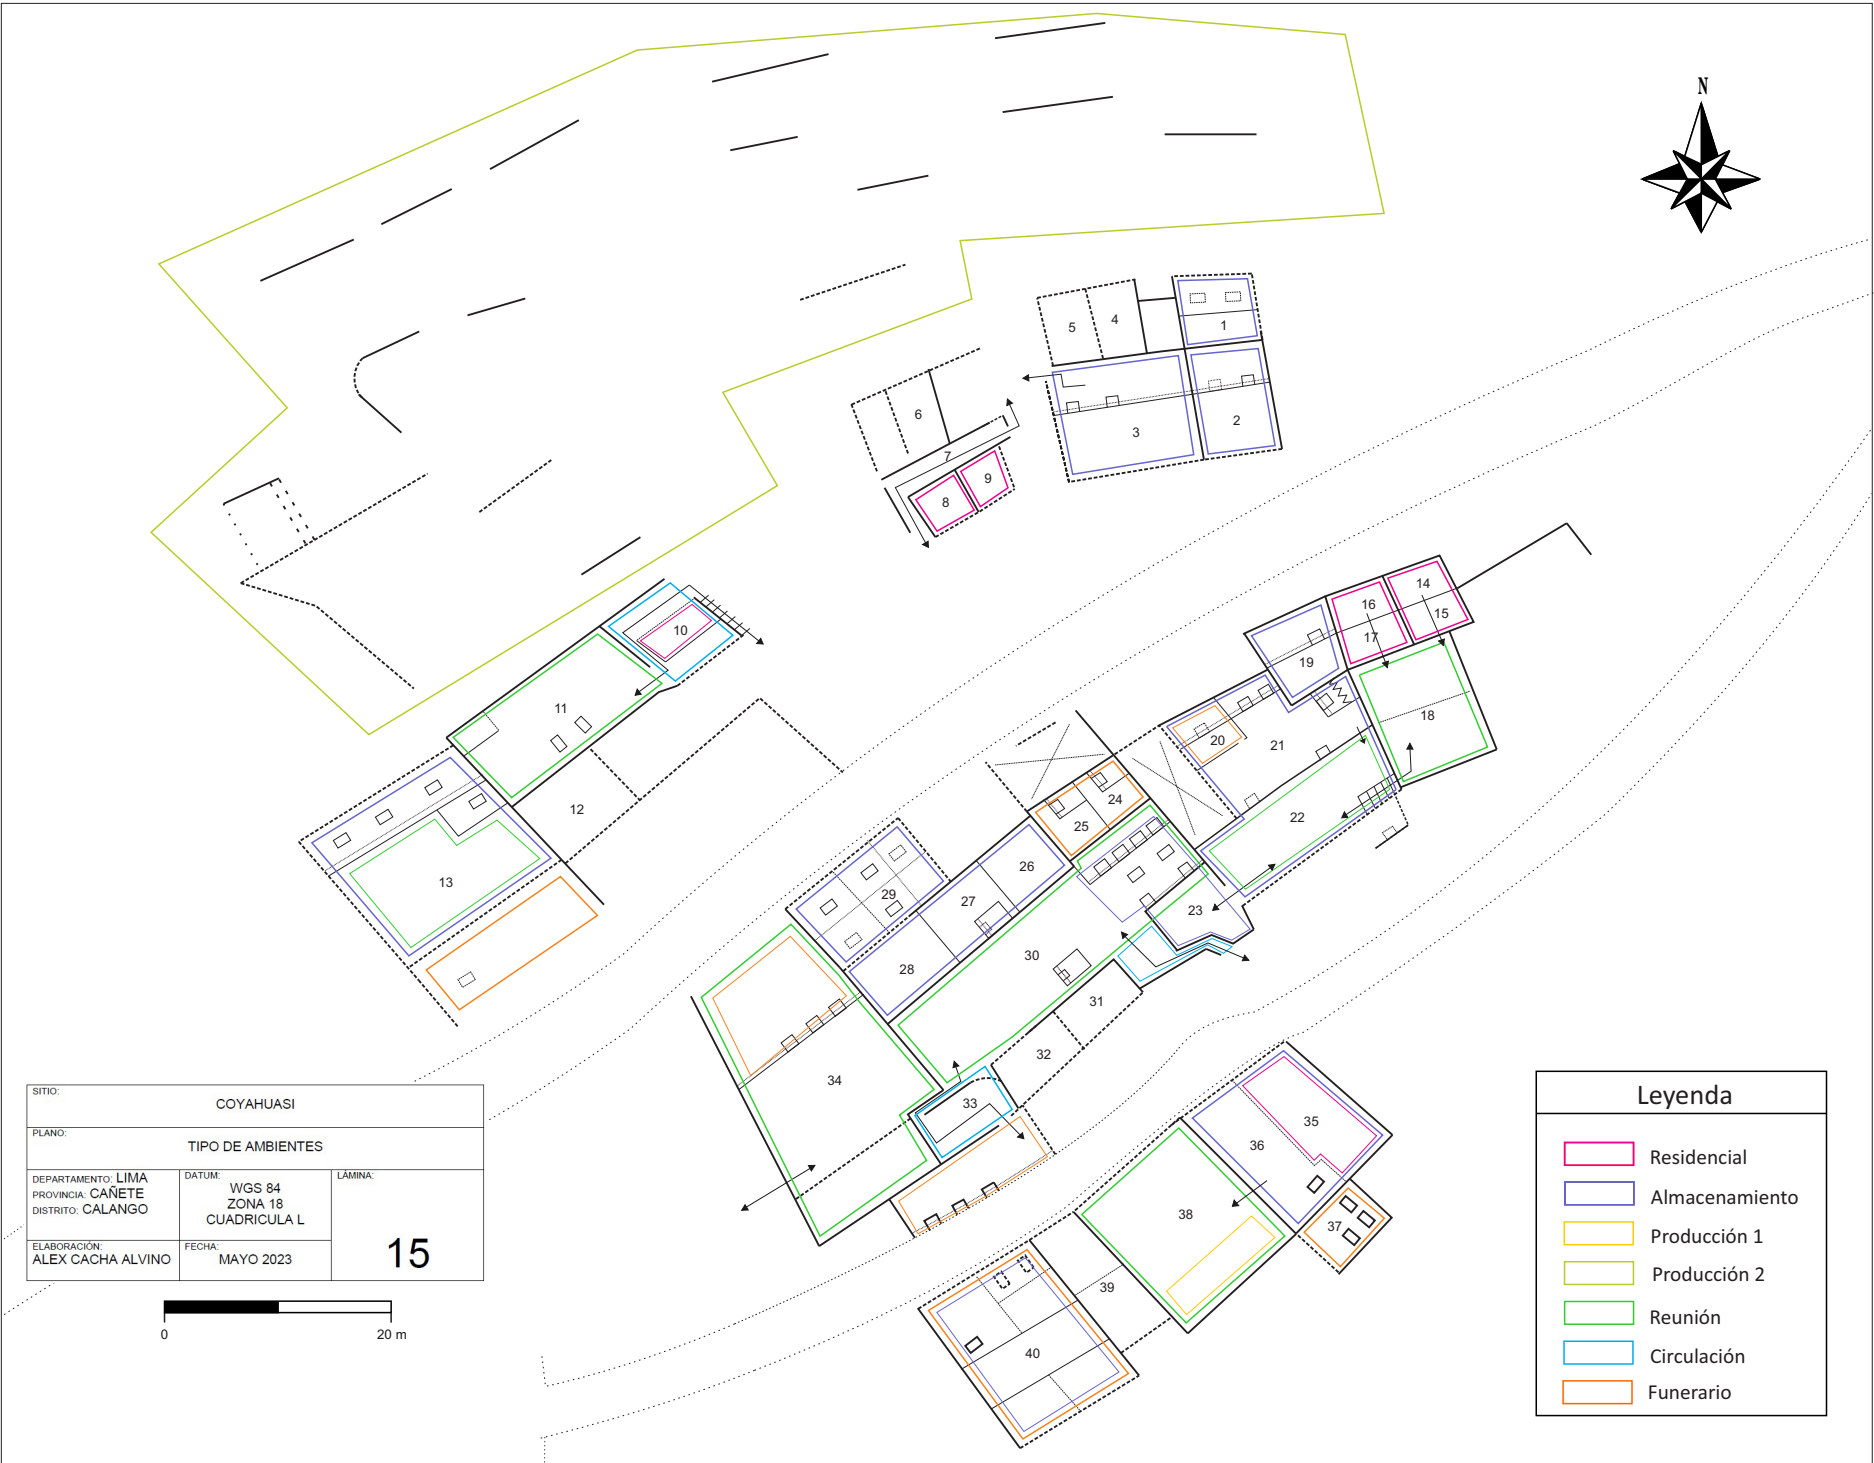 N
5
4
1
6
3
2
7
9
8
14
16
15
10
17
19
11
18
20
21
24
12
22
25
26
29
27
13
23
30
28
31
32
34
33
35
36
38
37
39
40
SITIO:
COYAHUASI
PLANO:
TIPO DE AMBIENTES
DEPARTAMENTO: LIMA
PROVINCIA: CAÑETE
DISTRITO: CALANGO
DATUM:
WGS 84
ZONA 18
CUADRICULA L
LÁMINA:
15
ELABORACIÓN:
ALEX CACHA ALVINO
FECHA:
MAYO 2023
0
20 m
Leyenda
Residencial
Almacenamiento
Producción 1
Producción 2
Reunión
Circulación
Funerario